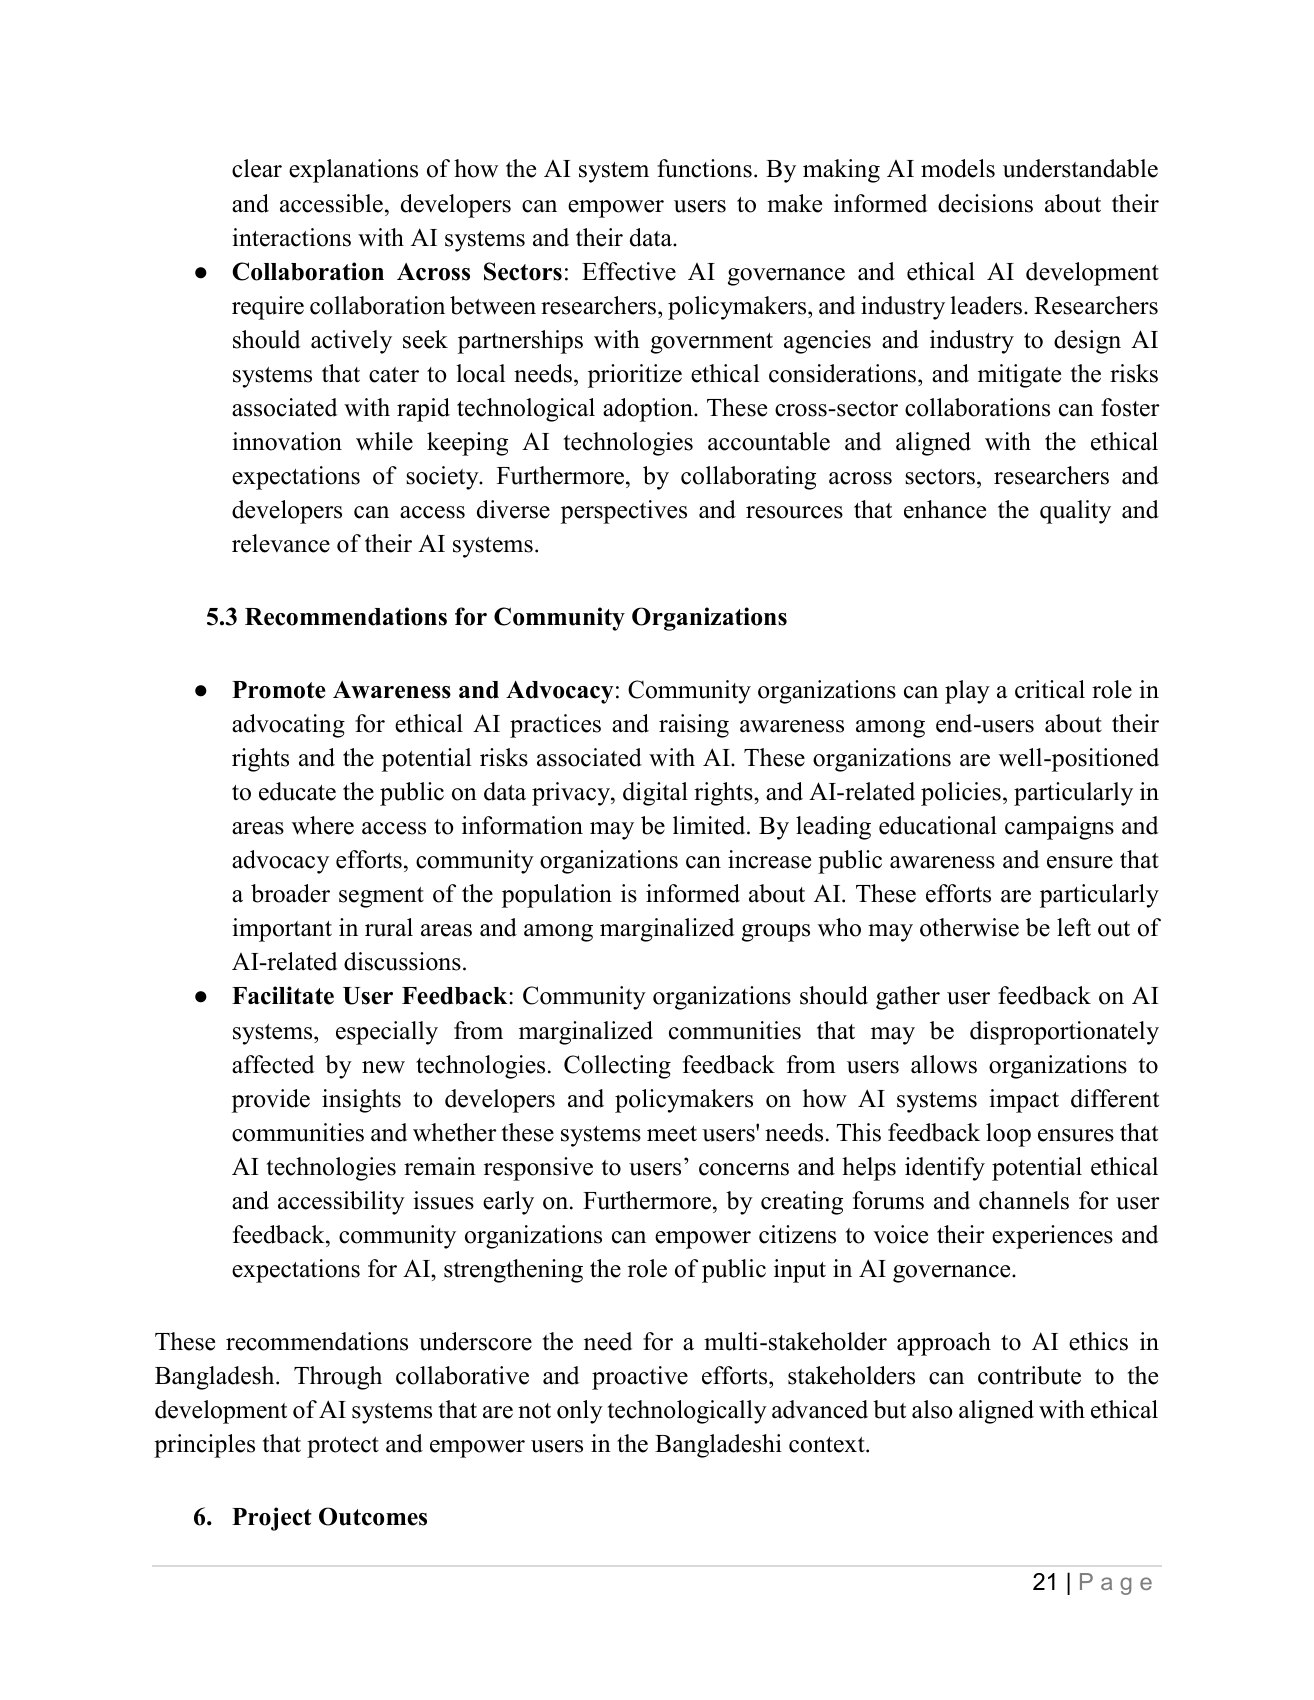 clear explanations of how the AI system functions. By making AI models understandable
and accessible, developers can empower users to make informed decisions about their
interactions with AI systems and their data.
● Collaboration Across Sectors: Effective AI governance and ethical AI development
require collaboration between researchers, policymakers, and industry leaders. Researchers
should actively seek partnerships with government agencies and industry to design AI
systems that cater to local needs, prioritize ethical considerations, and mitigate the risks
associated with rapid technological adoption. These cross-sector collaborations can foster
innovation while keeping AI technologies accountable and aligned with the ethical
expectations of society. Furthermore, by collaborating across sectors, researchers and
developers can access diverse perspectives and resources that enhance the quality and
relevance of their AI systems.
5.3 Recommendations for Community Organizations
● Promote Awareness and Advocacy: Community organizations can play a critical role in
advocating for ethical AI practices and raising awareness among end-users about their
rights and the potential risks associated with AI. These organizations are well-positioned
to educate the public on data privacy, digital rights, and AI-related policies, particularly in
areas where access to information may be limited. By leading educational campaigns and
advocacy efforts, community organizations can increase public awareness and ensure that
a broader segment of the population is informed about AI. These efforts are particularly
important in rural areas and among marginalized groups who may otherwise be left out of
AI-related discussions.
● Facilitate User Feedback: Community organizations should gather user feedback on AI
systems, especially from marginalized communities that may be disproportionately
affected by new technologies. Collecting feedback from users allows organizations to
provide insights to developers and policymakers on how AI systems impact different
communities and whether these systems meet users' needs. This feedback loop ensures that
AI technologies remain responsive to users’ concerns and helps identify potential ethical
and accessibility issues early on. Furthermore, by creating forums and channels for user
feedback, community organizations can empower citizens to voice their experiences and
expectations for AI, strengthening the role of public input in AI governance.
These recommendations underscore the need for a multi-stakeholder approach to AI ethics in
Bangladesh. Through collaborative and proactive efforts, stakeholders can contribute to the
development of AI systems that are not only technologically advanced but also aligned with ethical
principles that protect and empower users in the Bangladeshi context.
6. Project Outcomes
21 | Page